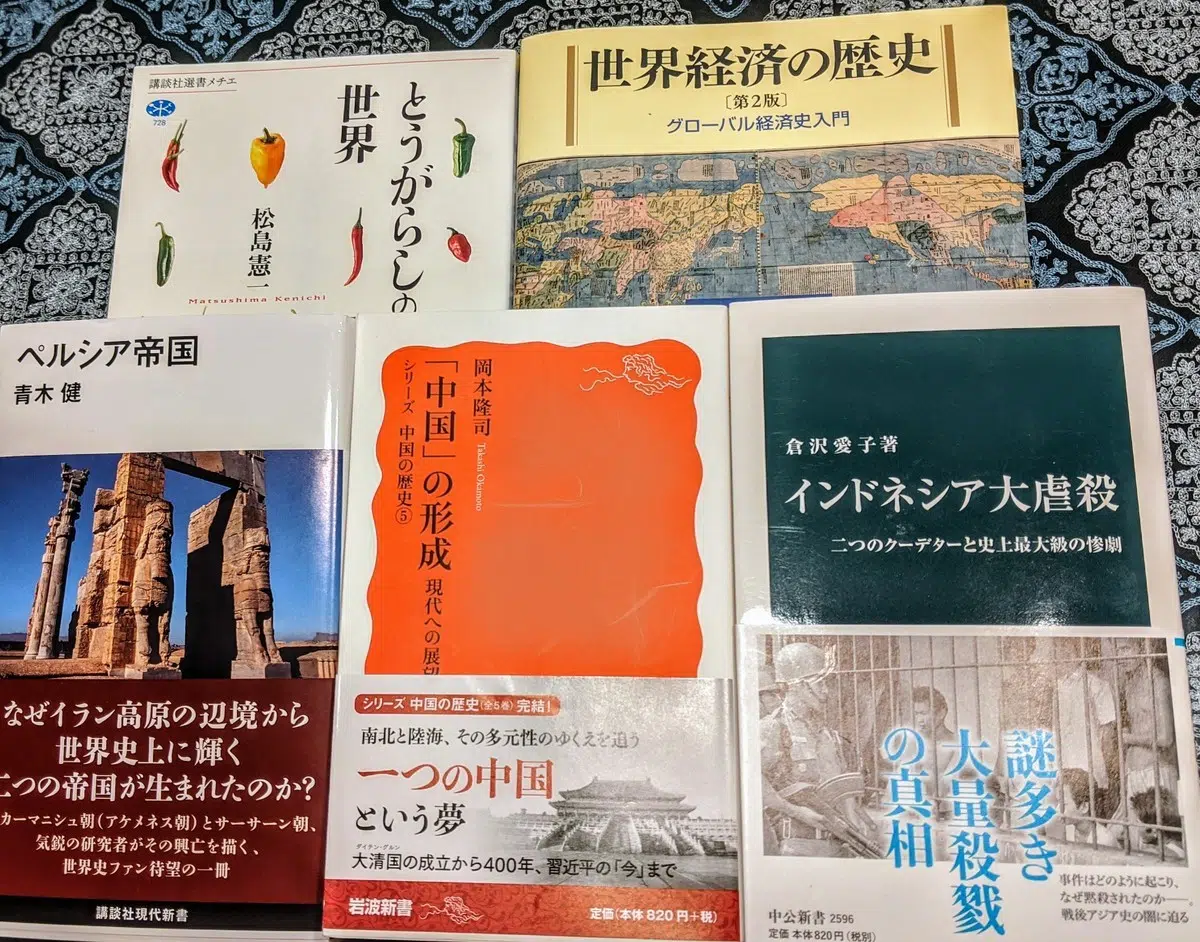 講談社選書メチエ
728
とうがらしの
世界
松島憲一
Matsushima Kenichi
世界経済の歴史
[第2版]
グローバル経済史入門
ペルシア帝国
青木 健
なぜイラン高原の辺境から
世界史上に輝く
二つの帝国が生まれたのか?
カーマニシュ朝(アケメネス朝)とサーサーン朝、
気鋭の研究者がその興亡を描く、
世界史ファン待望の一冊
講談社現代新書
岡本隆司
Takashi Okamoto
「中国」の形成 現代への展望
シリーズ 中国の歴史⑤
シリーズ 中国の歴史(全5巻)完結!
南北と陸海、その多元性のゆくえを追う
一つの中国
という夢
ダイチン・グルン
大清国の成立から400年、習近平の「今」まで
岩波新書
定価(本体820円+税)
倉沢愛子著
インドネシア大虐殺
二つのクーデターと史上最大級の惨劇
謎多き
大量殺戮
の真相
事件はどのように起こり、
なぜ黙殺されたのか――。
戦後アジア史の闇に迫る
中公新書 2596
定価 本体820円(税別)